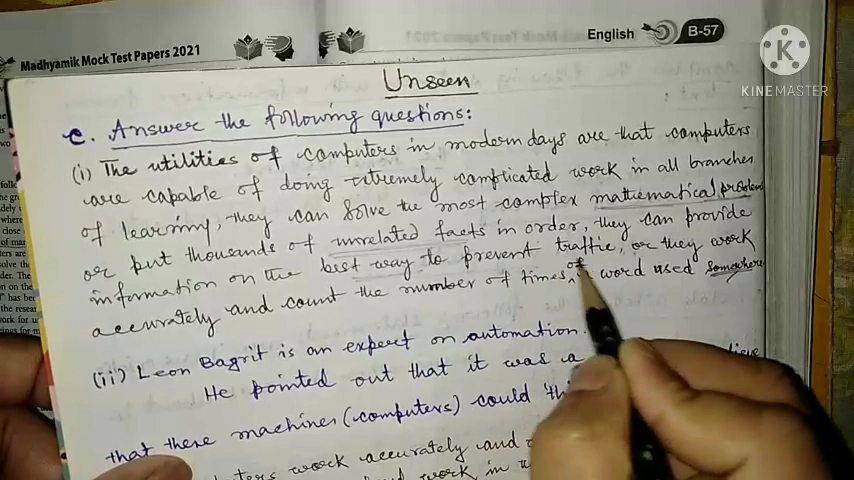 Madhyamik Mock Test Papers 2021
English
B-57
KINEMASTER
Unseen
C. Answer the following questions:
(i) The utilities of computers in modern days are that computers
are capable of doing extremely complicated work in all branches
of learning, they can solve the most complex mathematical problems
or put thousands of unrelated facts in order, they can provide
information on the best way to prevent traffic, or they work
accurately and count the number of times of word used somewhere
(ii) Leon Bagrit is an expert on automation.
He pointed out that it was a
that these machines (computers) could
work accurately and
work in